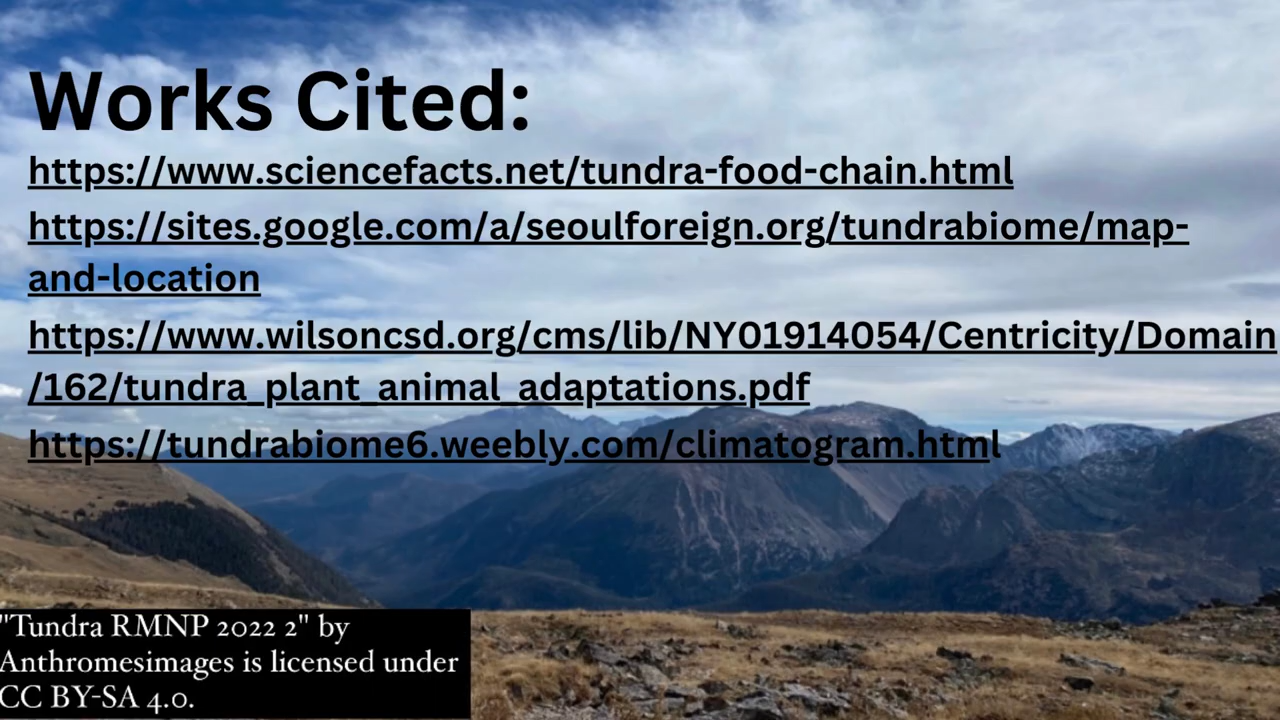 Works Cited:
https://www.sciencefacts.net/tundra-food-chain.html
https://sites.google.com/a/seoulforeign.org/tundrabiome/map-
and-location
https://www.wilsoncsd.org/cms/lib/NY01914054/Centricity/Domain
/162/tundra_plant_animal_adaptations.pdf
https://tundrabiome6.weebly.com/climatogram.html
"Tundra RMNP 2022 2" by
Anthromesimages is licensed under
CC BY-SA 4.0.